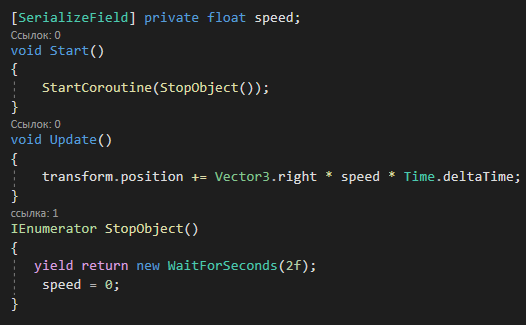 [SerializeField] private float speed;
Ссылок: 0
void Start()
{
    StartCoroutine(StopObject());
}
Ссылок: 0
void Update()
{
    transform.position += Vector3.right * speed * Time.deltaTime;
}
ссылка: 1
IEnumerator StopObject()
{
   yield return new WaitForSeconds(2f);
    speed = 0;
}